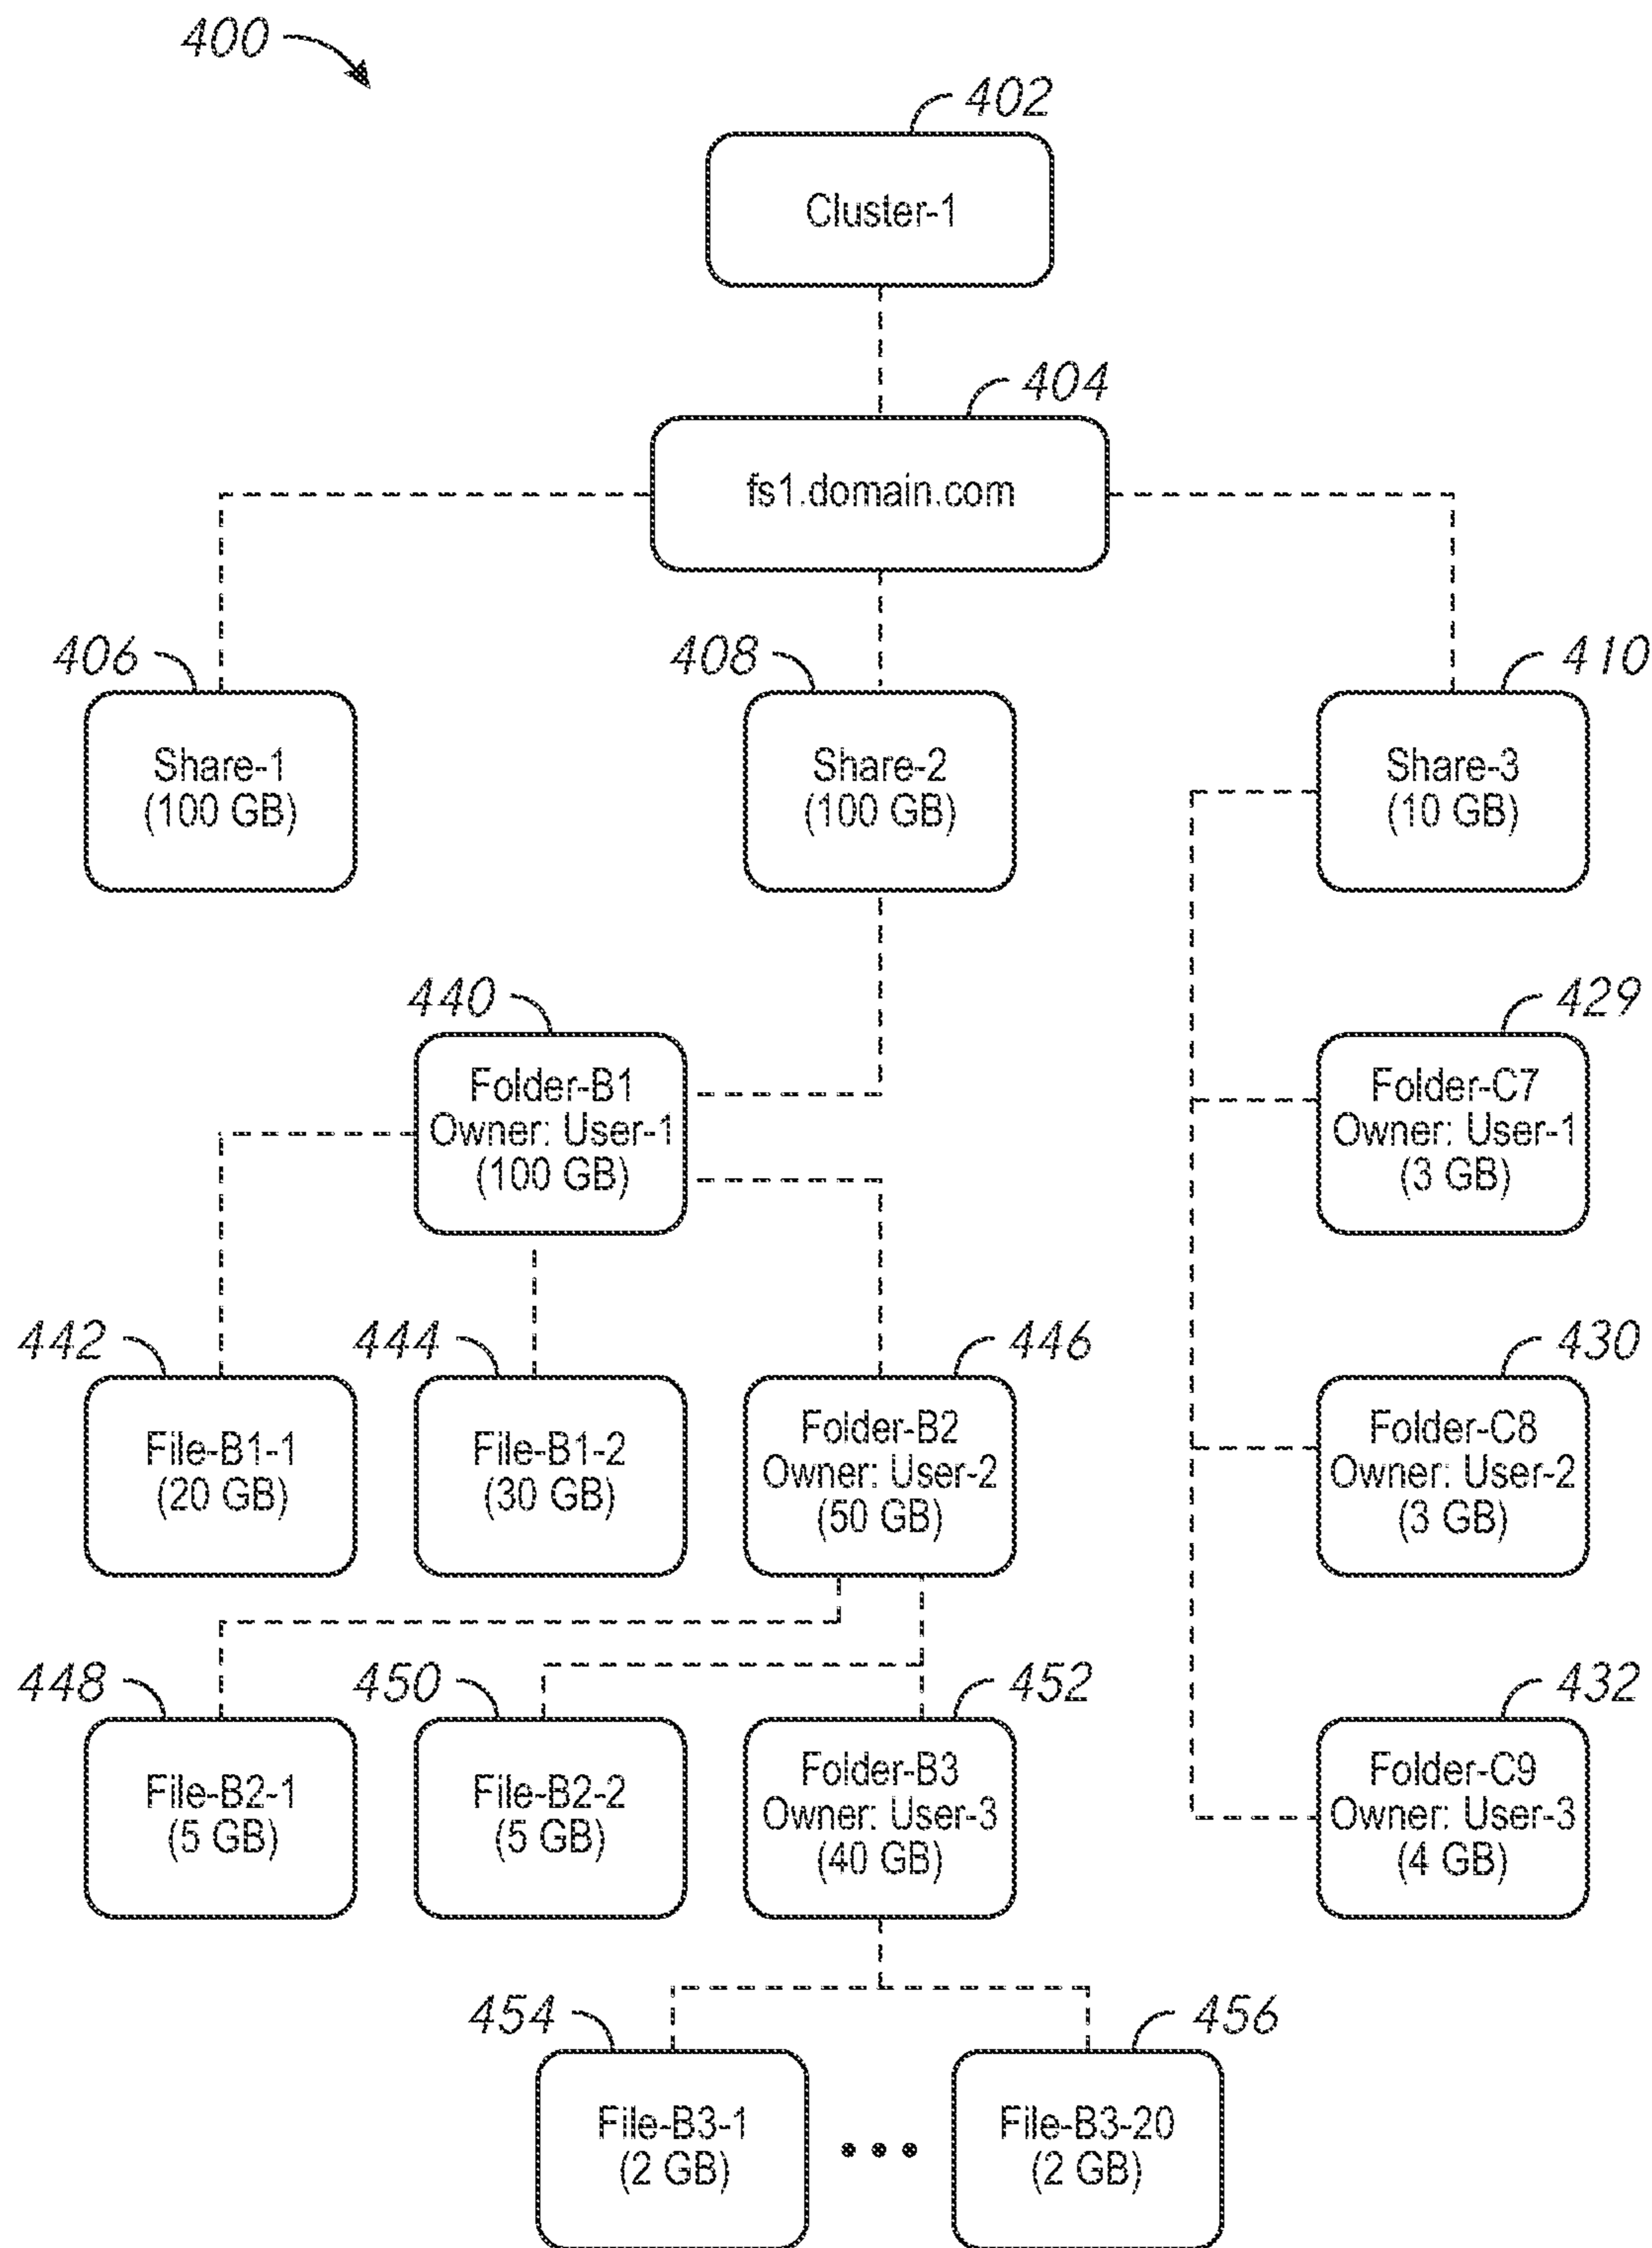 400
402
Cluster-1
404
fs1.domain.com
406
408
410
Share-1
(100 GB)
Share-2
(100 GB)
Share-3
(10 GB)
440
429
Folder-B1
Owner: User-1
(100 GB)
Folder-C7
Owner: User-1
(3 GB)
442
444
446
430
File-B1-1
(20 GB)
File-B1-2
(30 GB)
Folder-B2
Owner: User-2
(50 GB)
Folder-C8
Owner: User-2
(3 GB)
448
450
452
432
File-B2-1
(5 GB)
File-B2-2
(5 GB)
Folder-B3
Owner: User-3
(40 GB)
Folder-C9
Owner: User-3
(4 GB)
454
456
File-B3-1
(2 GB)
File-B3-20
(2 GB)